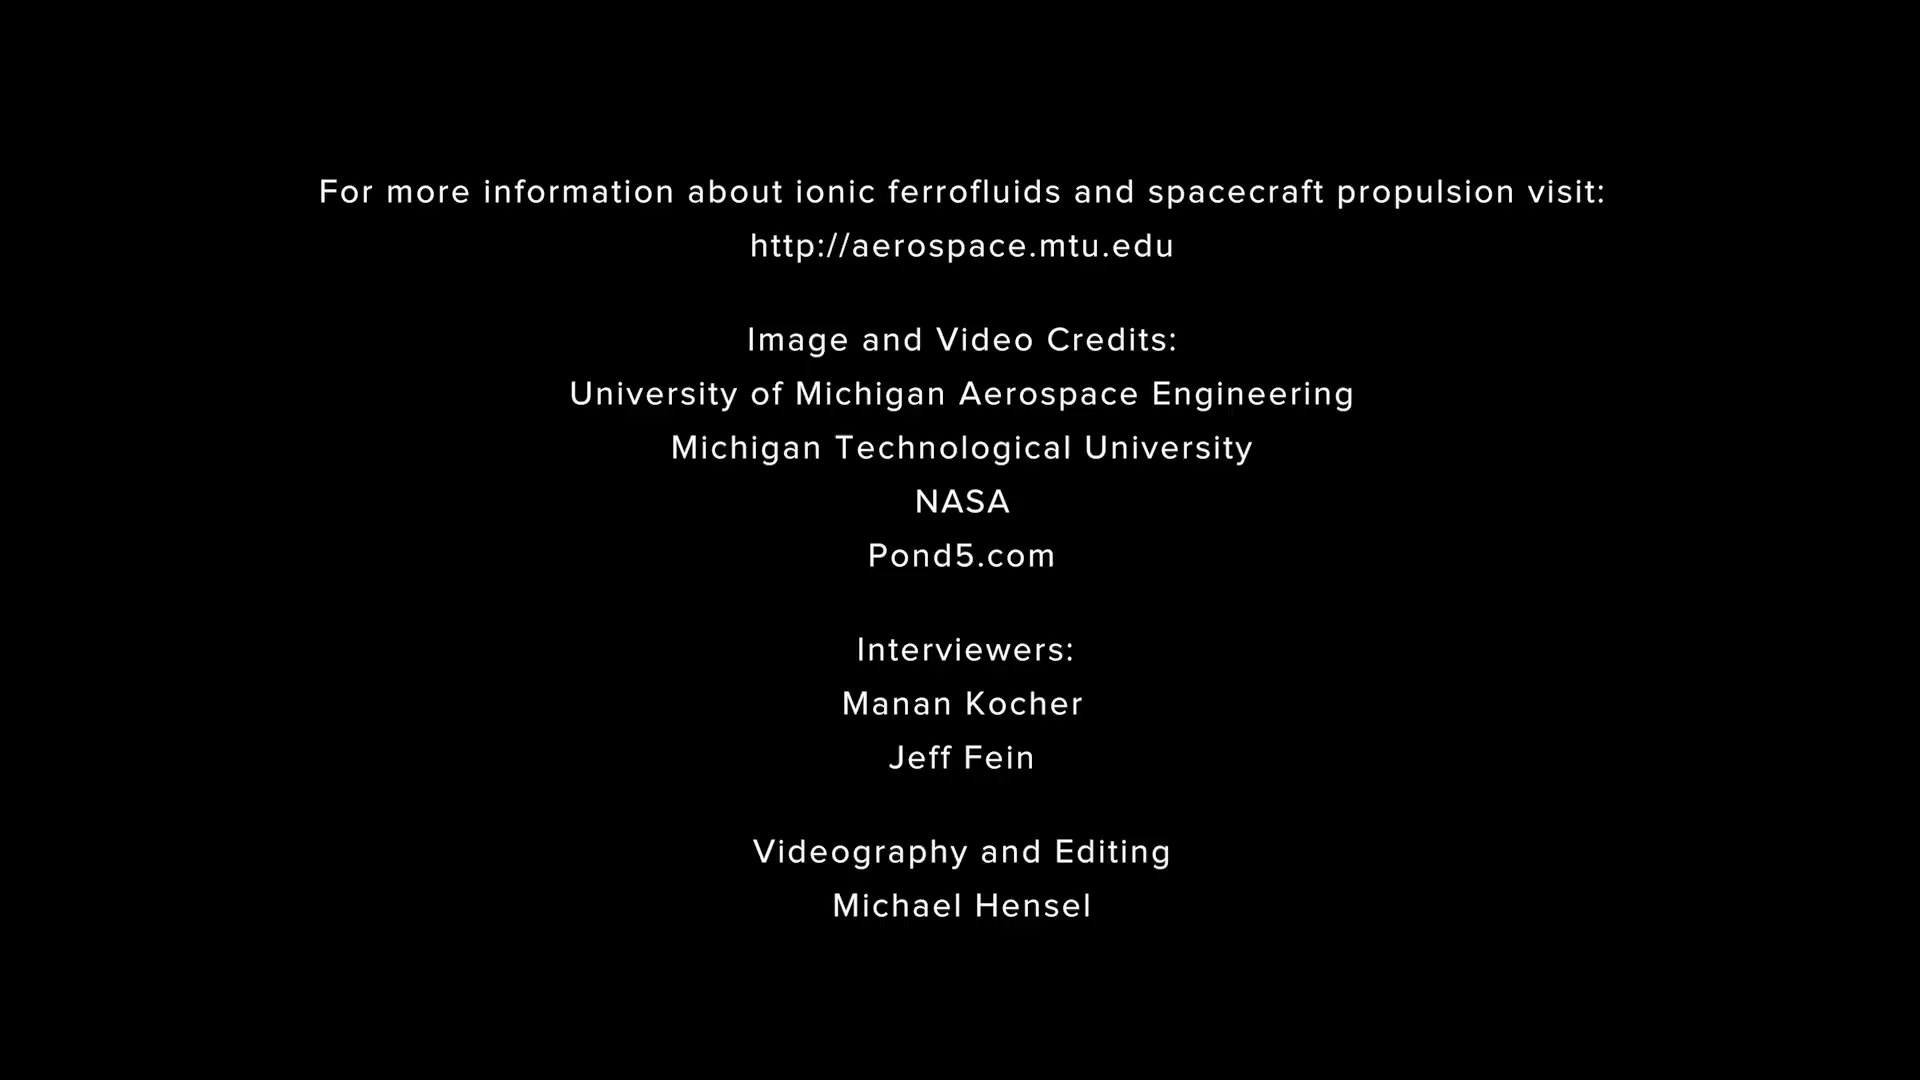 For more information about ionic ferrofluids and spacecraft propulsion visit:
http://aerospace.mtu.edu
Image and Video Credits:
University of Michigan Aerospace Engineering
Michigan Technological University
NASA
Pond5.com
Interviewers:
Manan Kocher
Jeff Fein
Videography and Editing
Michael Hensel